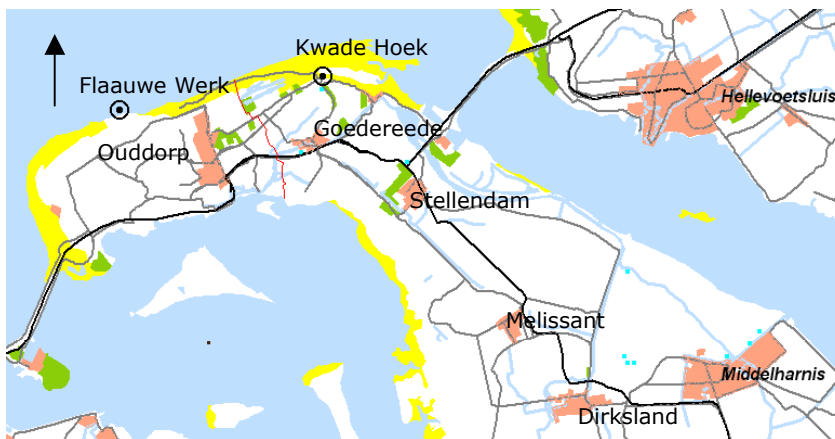 Kwade Hoek
Flaauwe Werk
Hellevoetsluis
Goedereede
Ouddorp
Stellendam
Melissant
Middelharnis
Dirksland